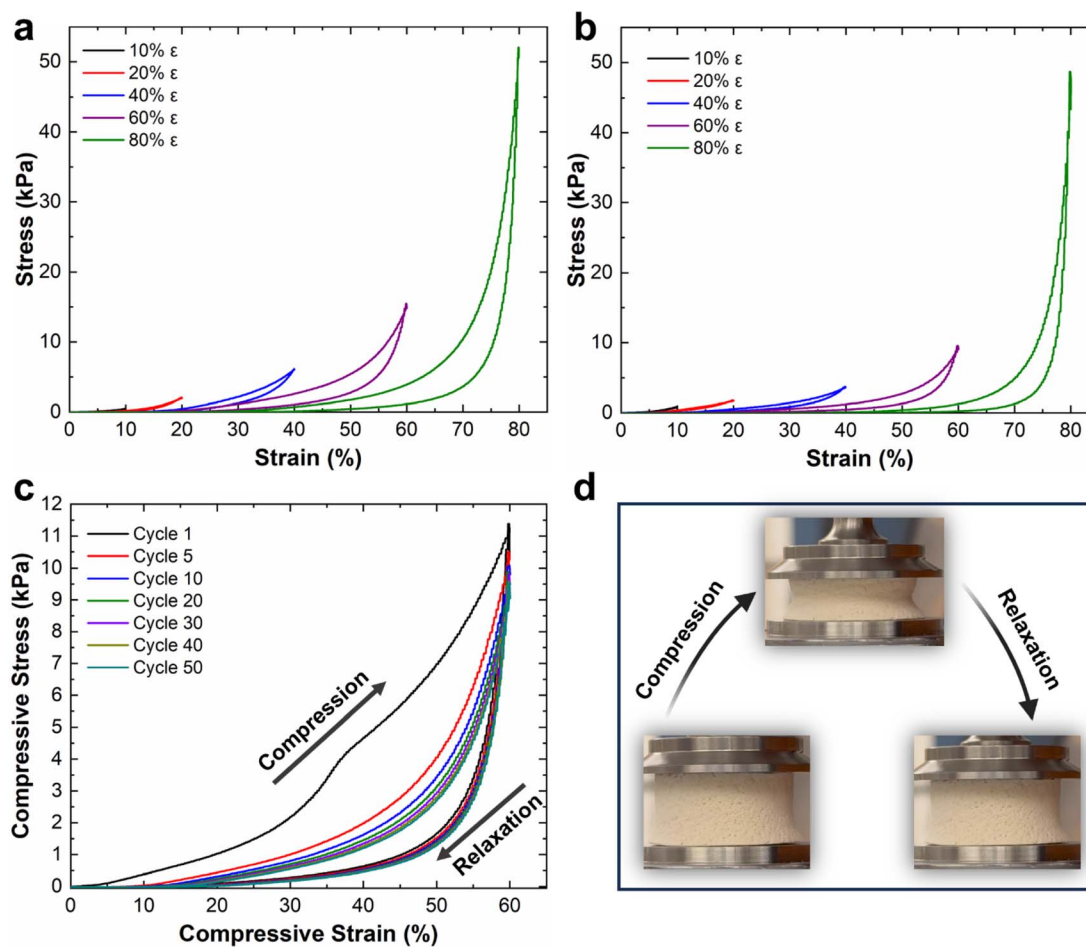 a
10% ε
20% ε
40% ε
60% ε
80% ε
Stress (kPa)
50
40
30
20
10
0
0 10 20 30 40 50 60 70 80
Strain (%)
b
10% ε
20% ε
40% ε
60% ε
80% ε
Stress (kPa)
50
40
30
20
10
0
0 10 20 30 40 50 60 70 80
Strain (%)
c
Cycle 1
Cycle 5
Cycle 10
Cycle 20
Cycle 30
Cycle 40
Cycle 50
Compression
Relaxation
Compressive Stress (kPa)
12
11
10
9
8
7
6
5
4
3
2
1
0
0 10 20 30 40 50 60
Compressive Strain (%)
d
Compression
Relaxation